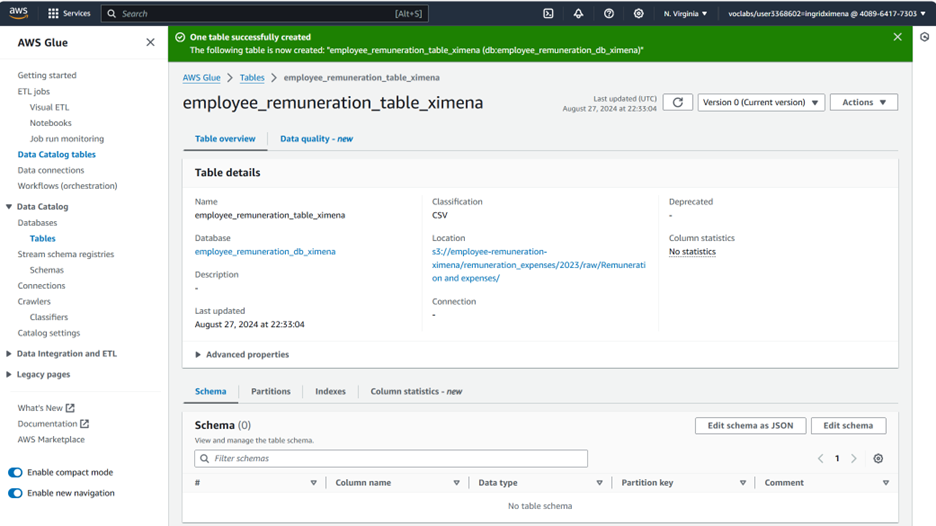 aws
Services
Search
[Alt+S]
N. Virginia
voclabs/user3368602=ingridximena @ 4089-6417-7303
AWS Glue
Getting started
ETL jobs
Visual ETL
Notebooks
Job run monitoring
Data Catalog tables
Data connections
Workflows (orchestration)
Data Catalog
Databases
Tables
Stream schema registries
Schemas
Connections
Crawlers
Classifiers
Catalog settings
Data Integration and ETL
Legacy pages
What's New
Documentation
AWS Marketplace
Enable compact mode
Enable new navigation
One table successfully created
The following table is now created: "employee_remuneration_table_ximena (db:employee_remuneration_db_ximena)"
AWS Glue > Tables > employee_remuneration_table_ximena
employee_remuneration_table_ximena
Last updated (UTC)
August 27, 2024 at 22:33:04
Version 0 (Current version)
Actions
Table overview
Data quality - new
Table details
Name
employee_remuneration_table_ximena
Database
employee_remuneration_db_ximena
Description
-
Last updated
August 27, 2024 at 22:33:04
Classification
CSV
Location
s3://employee-remuneration-
ximena/remuneration_expenses/2023/raw/Remunerati
on and expenses/
Connection
-
Deprecated
-
Column statistics
No statistics
Advanced properties
Schema
Partitions
Indexes
Column statistics - new
Schema (0)
View and manage the table schema.
Edit schema as JSON
Edit schema
Filter schemas
1
#
Column name
Data type
Partition key
Comment
No table schema